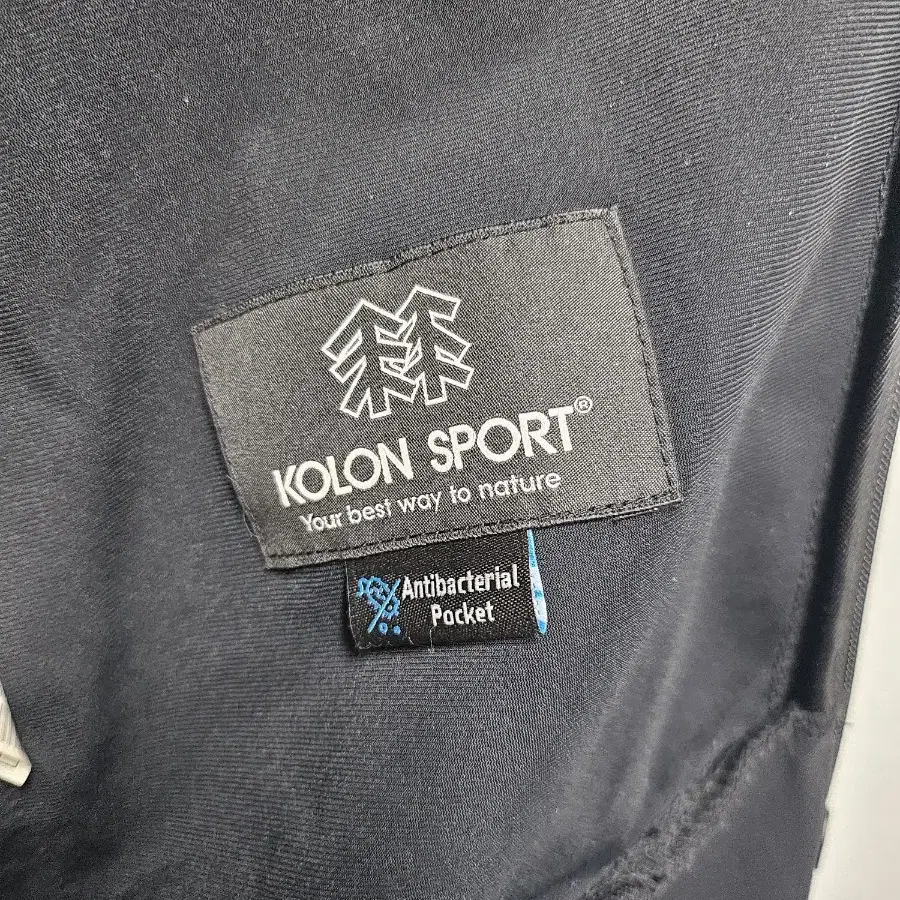 KOLON SPORT®
Your best way to nature
Antibacterial
Pocket